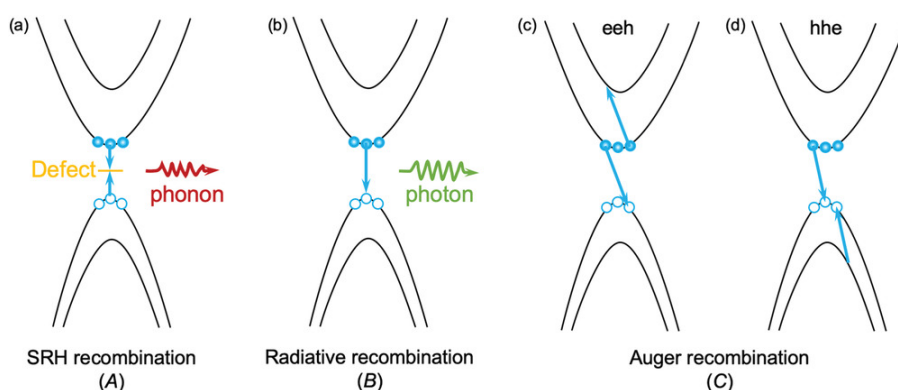 (a)
(b)
(c)
eeh
(d)
hhe
Defect
phonon
photon
SRH recombination
(A)
Radiative recombination
(B)
Auger recombination
(C)